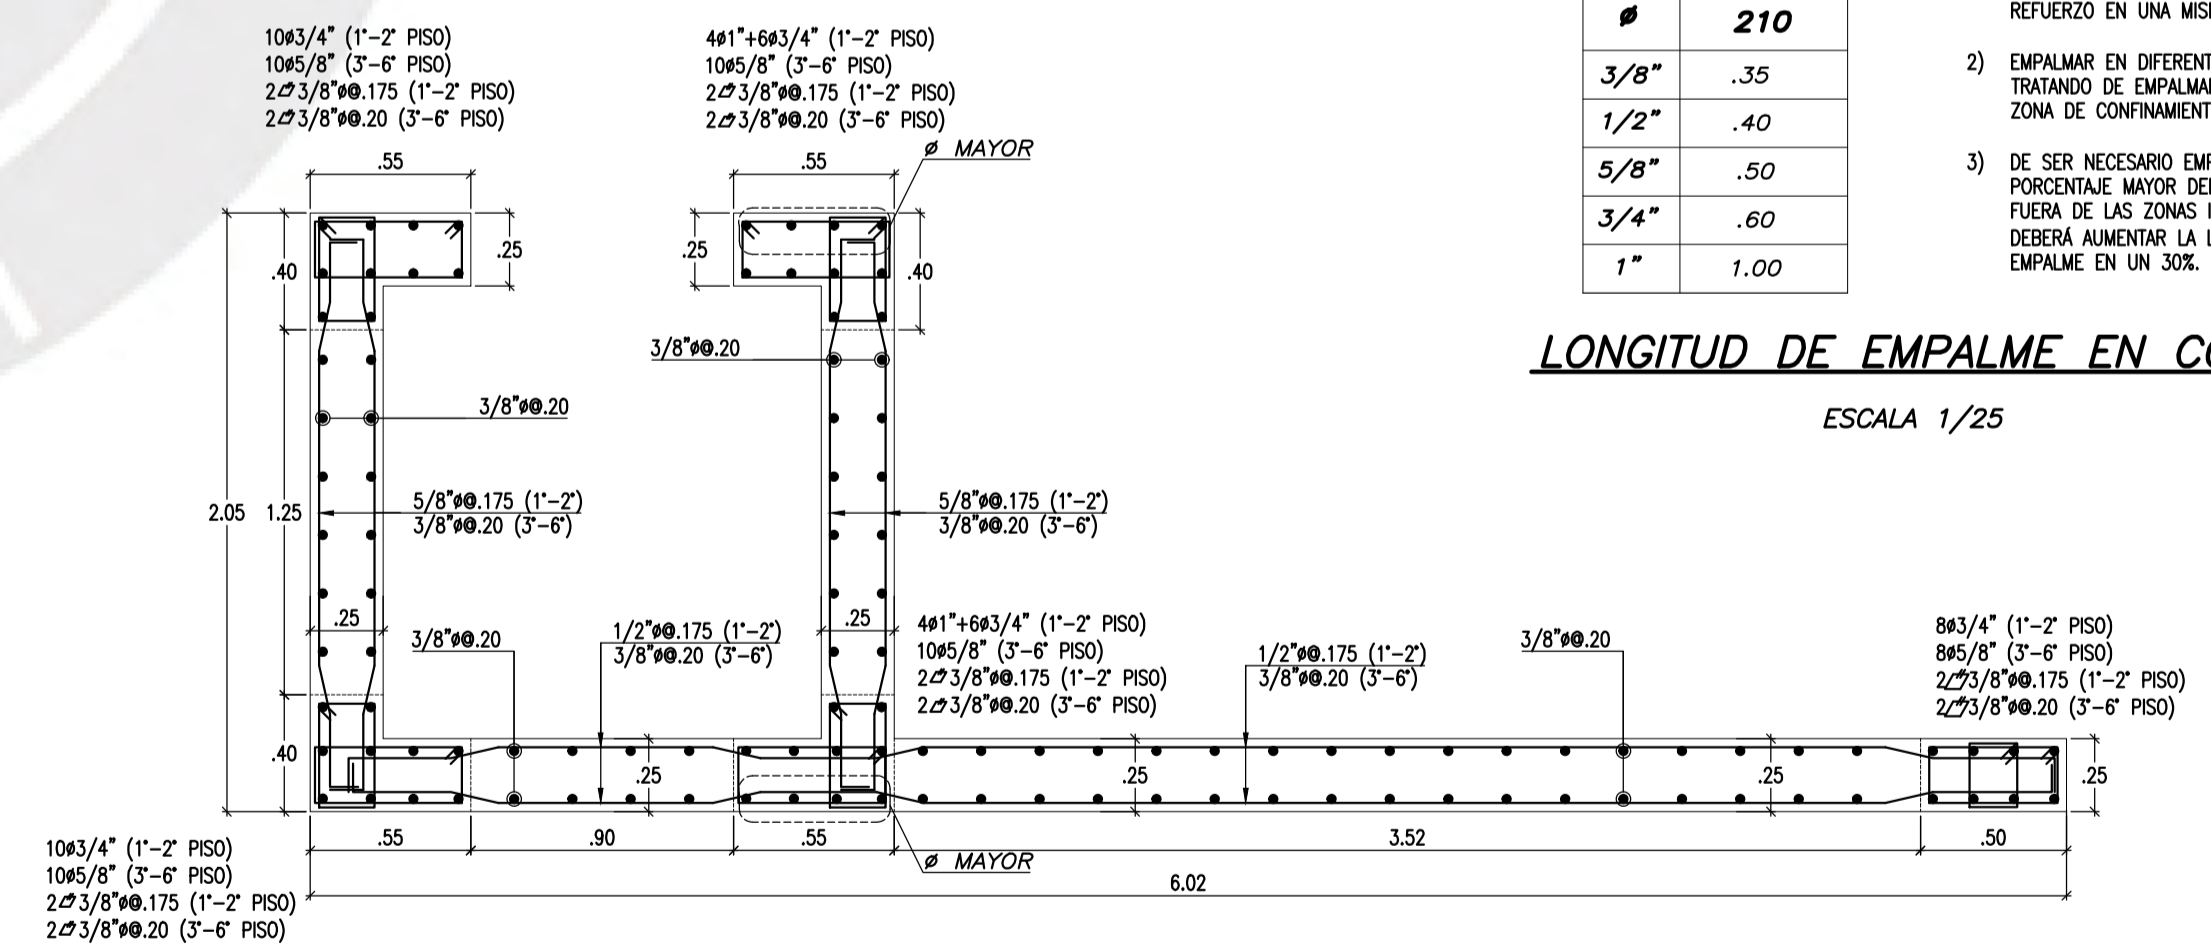 10ø3/4" (1°-2° PISO)
10ø5/8" (3°-6° PISO)
2 3/8"ø@.175 (1°-2° PISO)
2 3/8"ø@.20 (3°-6° PISO)
4ø1"+6ø3/4" (1°-2° PISO)
10ø5/8" (3°-6° PISO)
2 3/8"ø@.175 (1°-2° PISO)
2 3/8"ø@.20 (3°-6° PISO)
ø MAYOR
.55
.55
.25
.25
.40
.40
3/8"ø@.20
3/8"ø@.20
2.05
1.25
5/8"ø@.175 (1°-2°)
3/8"ø@.20 (3°-6°)
5/8"ø@.175 (1°-2°)
3/8"ø@.20 (3°-6°)
.25
.25
3/8"ø@.20
1/2"ø@.175 (1°-2°)
3/8"ø@.20 (3°-6°)
4ø1"+6ø3/4" (1°-2° PISO)
10ø5/8" (3°-6° PISO)
2 3/8"ø@.175 (1°-2° PISO)
2 3/8"ø@.20 (3°-6° PISO)
1/2"ø@.175 (1°-2°)
3/8"ø@.20 (3°-6°)
3/8"ø@.20
8ø3/4" (1°-2° PISO)
8ø5/8" (3°-6° PISO)
2 3/8"ø@.175 (1°-2° PISO)
2 3/8"ø@.20 (3°-6° PISO)
.40
.25
.25
.25
.25
.55
.90
.55
3.52
.50
ø MAYOR
6.02
10ø3/4" (1°-2° PISO)
10ø5/8" (3°-6° PISO)
2 3/8"ø@.175 (1°-2° PISO)
2 3/8"ø@.20 (3°-6° PISO)
ø 210
3/8" .35
1/2" .40
5/8" .50
3/4" .60
1" 1.00
REFUERZO EN UNA MIS
2) EMPALMAR EN DIFERENT
TRATANDO DE EMPALMA
ZONA DE CONFINAMIENT
3) DE SER NECESARIO EM
PORCENTAJE MAYOR DE
FUERA DE LAS ZONAS I
DEBERÁ AUMENTAR LA L
EMPALME EN UN 30%.
LONGITUD DE EMPALME EN CO
ESCALA 1/25